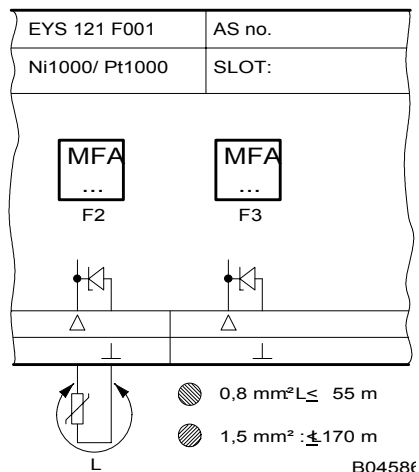 EYS 121 F001 AS no.
Ni1000/ Pt1000 SLOT:
MFA MFA
... ...
F2 F3
0,8 mm²L≤ 55 m
1,5 mm² : L≤170 m
L
B04586